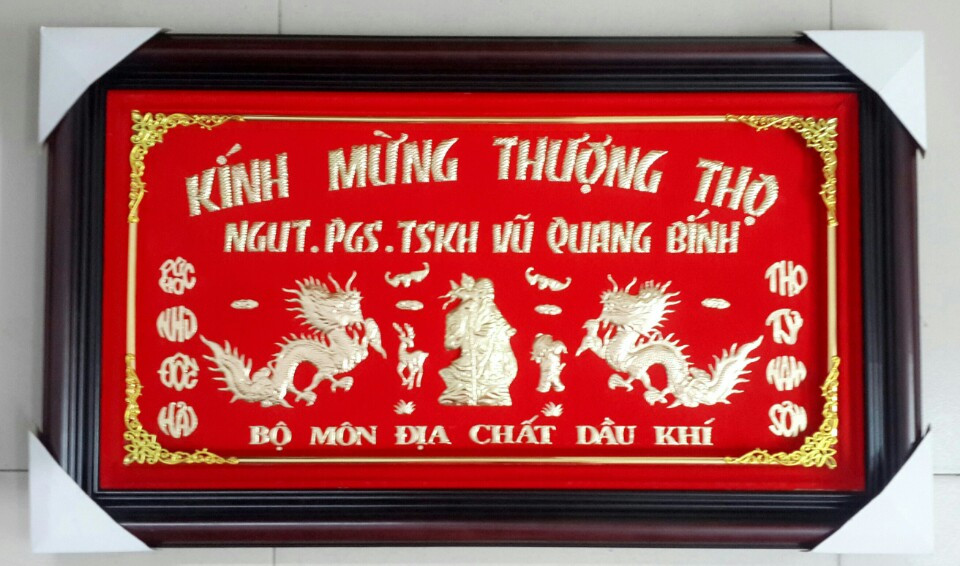 KÍNH MỪNG THƯỢNG THỌ
NGƯT.PGS.TSKH VŨ QUANG BÍNH
PHÚC NHƯ ĐÔNG HẢI
THỌ TỶ NAM SƠN
BỘ MÔN ĐỊA CHẤT DẦU KHÍ